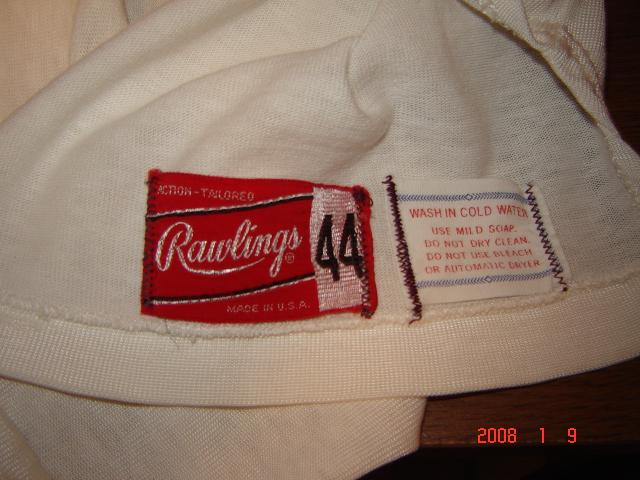 ACTION-TAILORED
Rawlings®
44
MADE IN U.S.A.
WASH IN COLD WATER
USE MILD SOAP.
DO NOT DRY CLEAN.
DO NOT USE BLEACH
OR AUTOMATIC DRYER
2008 1 9